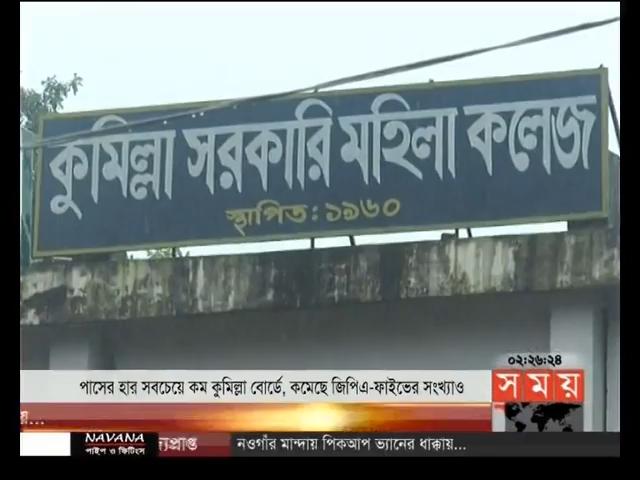 কুমিল্লা সরকারি মহিলা কলেজ
স্থাপিত: ১৯৬০
০২:২৬:২৪
পাসের হার সবচেয়ে কম কুমিল্লা বোর্ডে, কমেছে জিপিএ-ফাইভের সংখ্যাও
সময়
NAVANA
পাইপ ও ফিটিংস
নওগাঁর মান্দায় পিকআপ ভ্যানের ধাক্কায়...